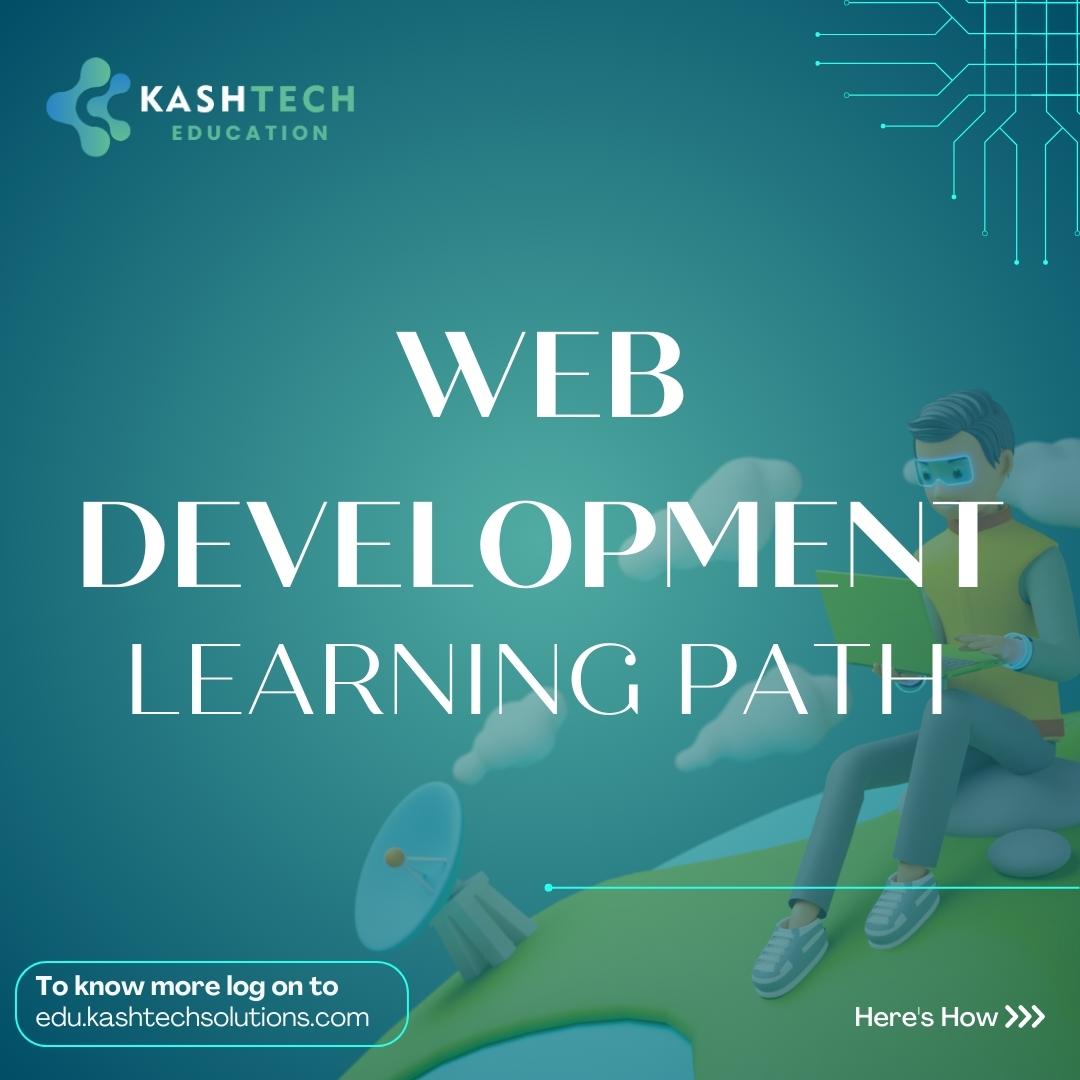 KASHTECH
EDUCATION
WEB
DEVELOPMENT
LEARNING PATH
To know more log on to
edu.kashtechsolutions.com
Here's How